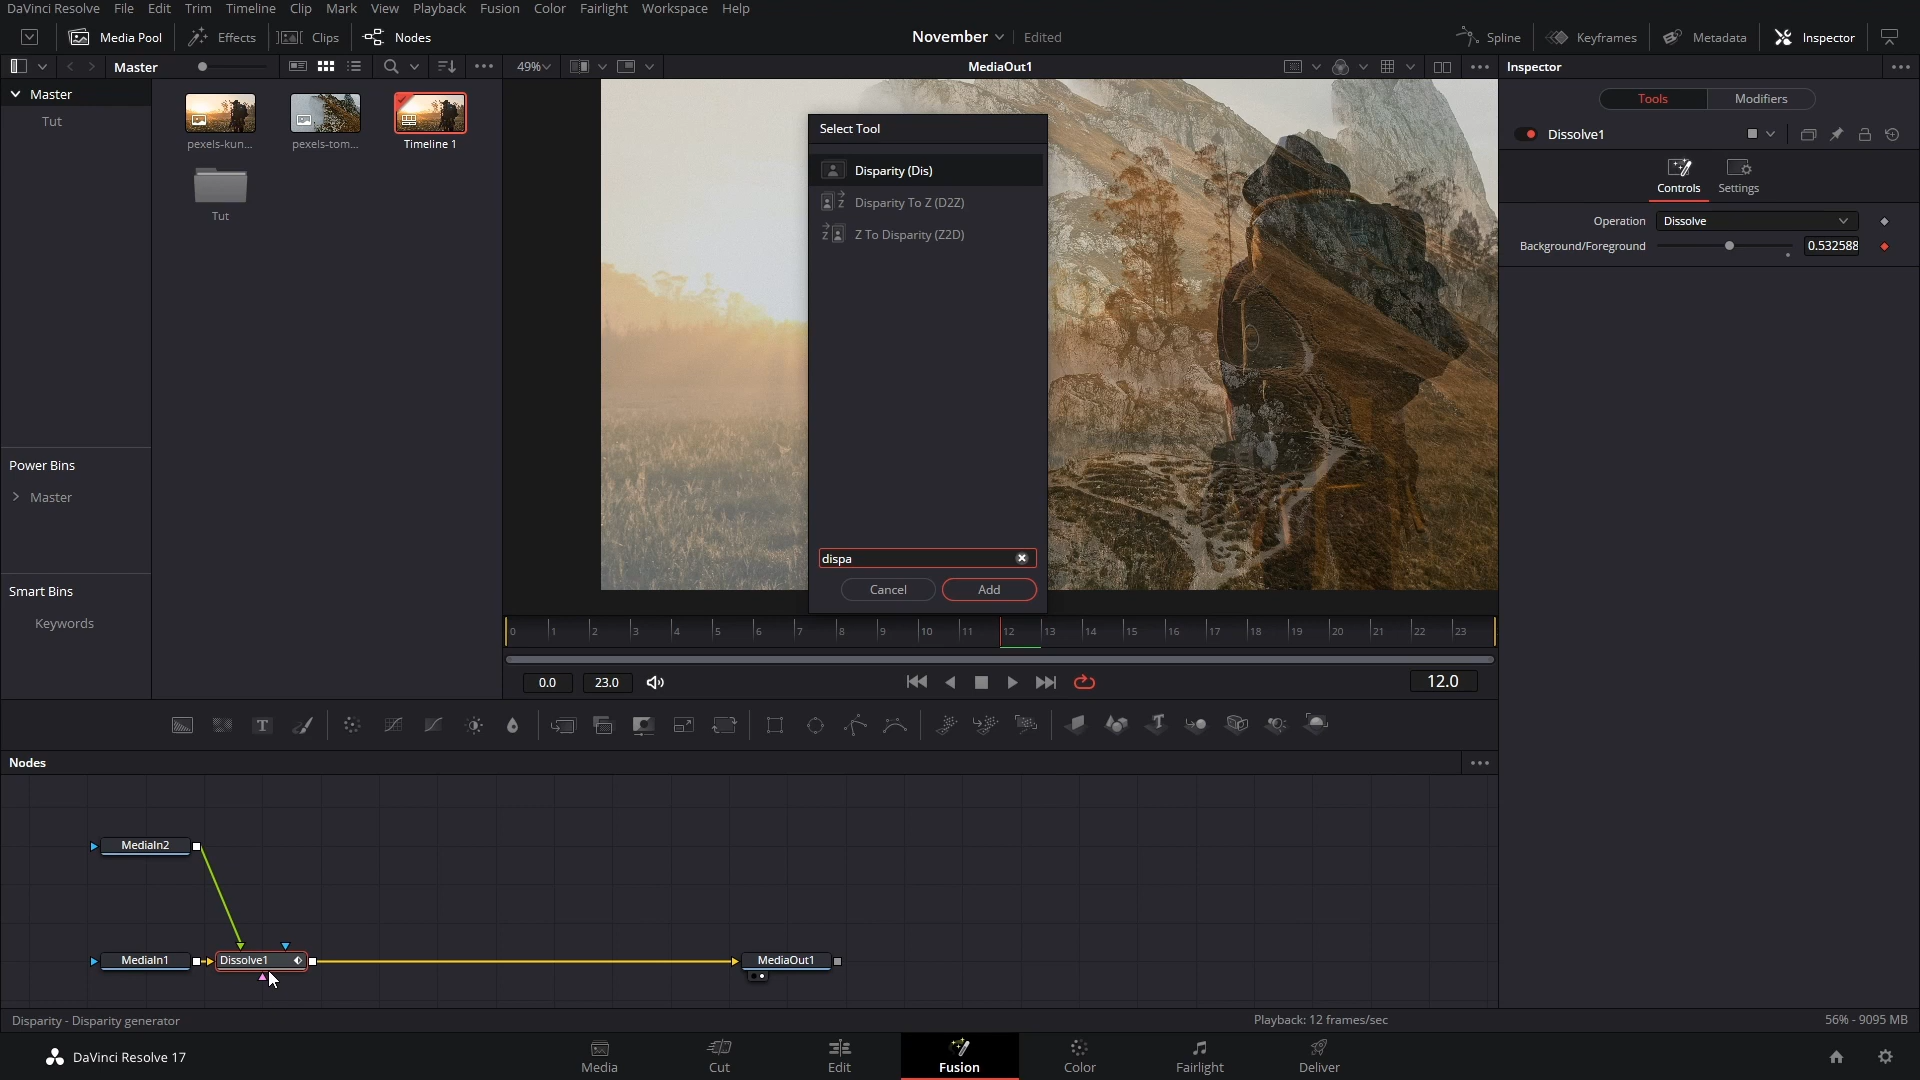 DaVinci Resolve File Edit Trim Timeline Clip Mark View Playback Fusion Color Fairlight Workspace Help
Media Pool Effects Clips Nodes November Edited Spline Keyframes Metadata Inspector
Master 49% MediaOut1 Inspector
Master
Tut
pexels-kun... pexels-tom... Timeline 1
Tut
Power Bins
Master
Smart Bins
Keywords
Select Tool
Disparity (Dis)
Disparity To Z (D2Z)
Z To Disparity (Z2D)
dispa
Cancel Add
Tools Modifiers
Dissolve1
Controls Settings
Operation Dissolve
Background/Foreground 0.532588
0 1 2 3 4 5 6 7 8 9 10 11 12 13 14 15 16 17 18 19 20 21 22 23
0.0 23.0 12.0
Nodes
MediaIn2
MediaIn1 Dissolve1 MediaOut1
Disparity - Disparity generator Playback: 12 frames/sec 56% - 9095 MB
DaVinci Resolve 17 Media Cut Edit Fusion Color Fairlight Deliver